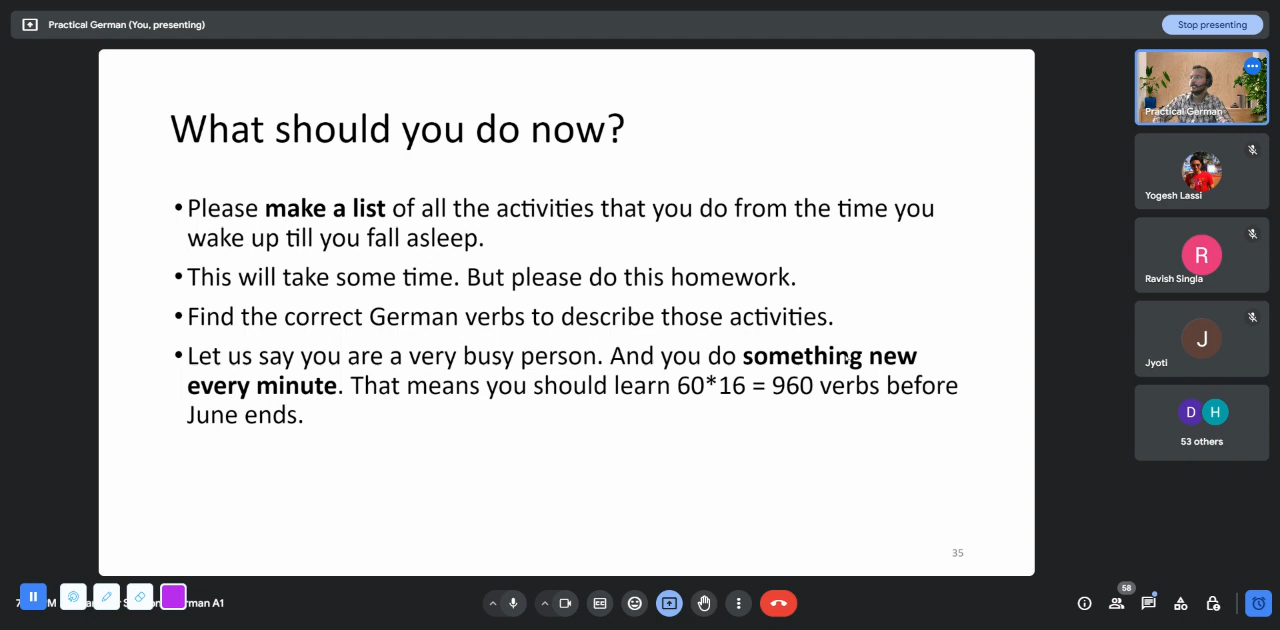 Practical German (You, presenting)
Stop presenting
What should you do now?
•Please make a list of all the activities that you do from the time you
wake up till you fall asleep.
•This will take some time. But please do this homework.
•Find the correct German verbs to describe those activities.
•Let us say you are a very busy person. And you do something new
every minute. That means you should learn 60*16 = 960 verbs before
June ends.
35
Practical German
Yogesh Lassi
R
Ravish Singla
J
Jyoti
D H
53 others
58
German A1